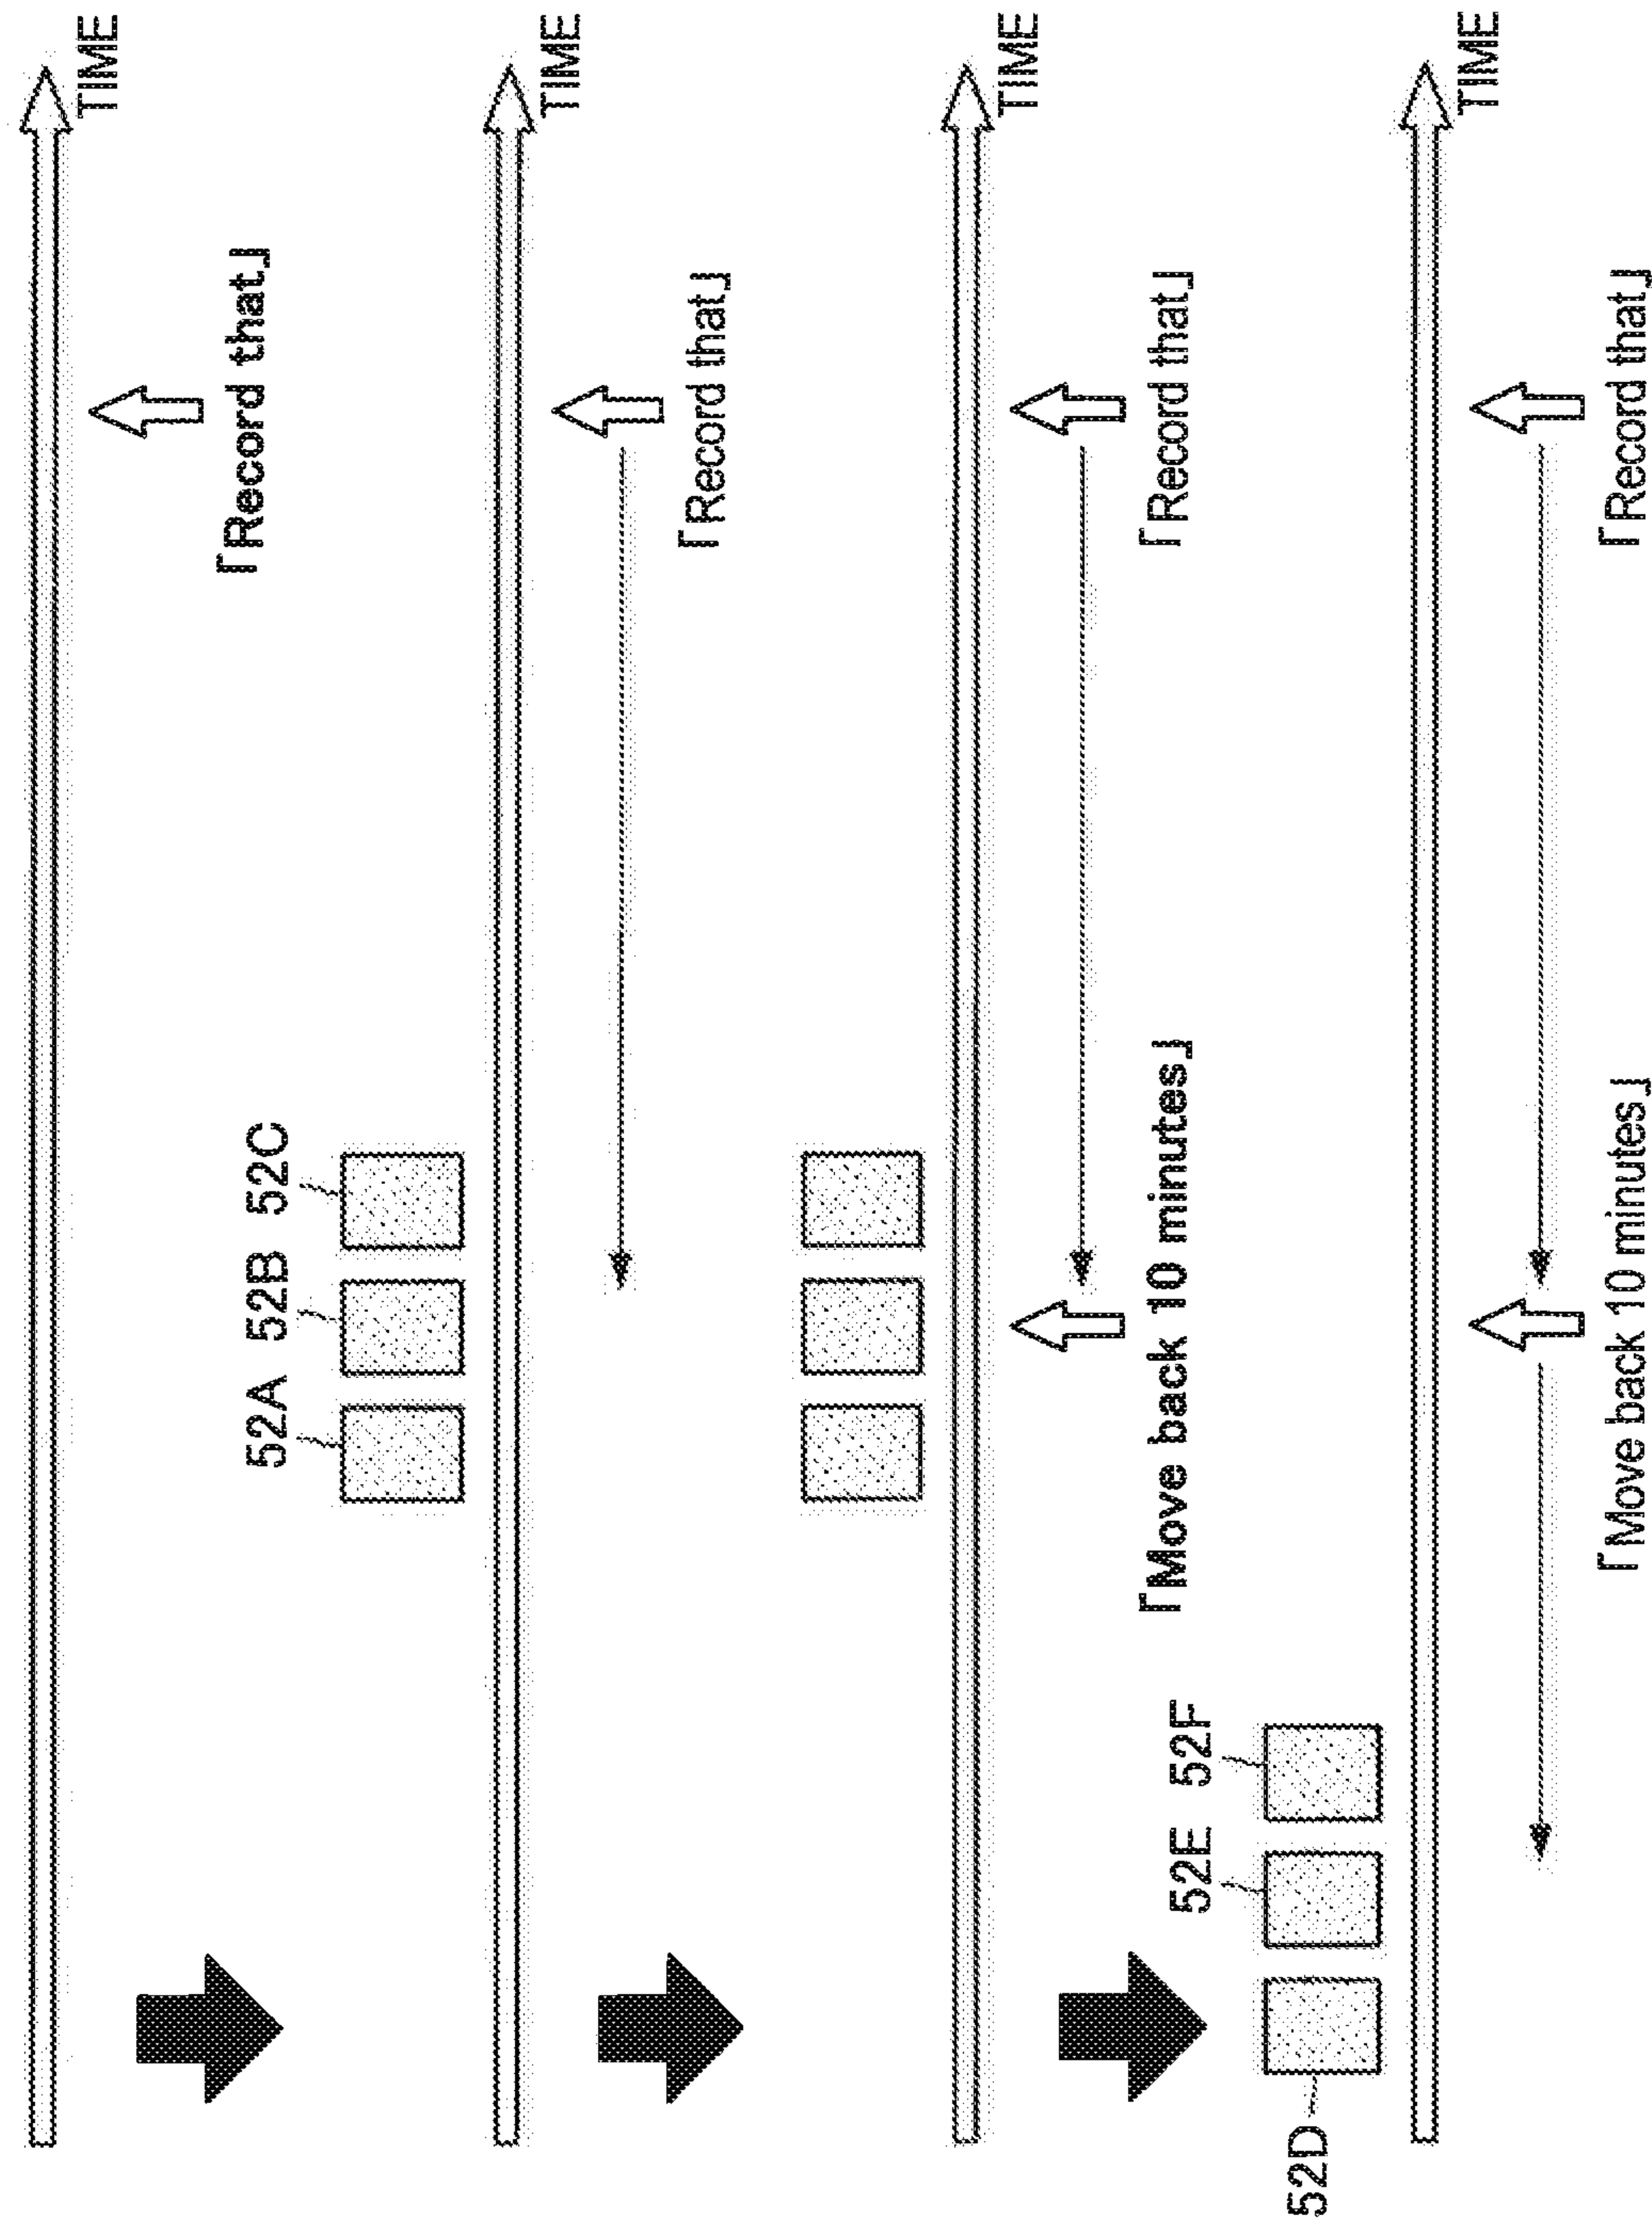 TIME
「Record that」
52A 52B 52C
TIME
「Record that」
TIME
「Move back 10 minutes」 「Record that」
52D 52E 52F
TIME
「Move back 10 minutes」 「Record that」